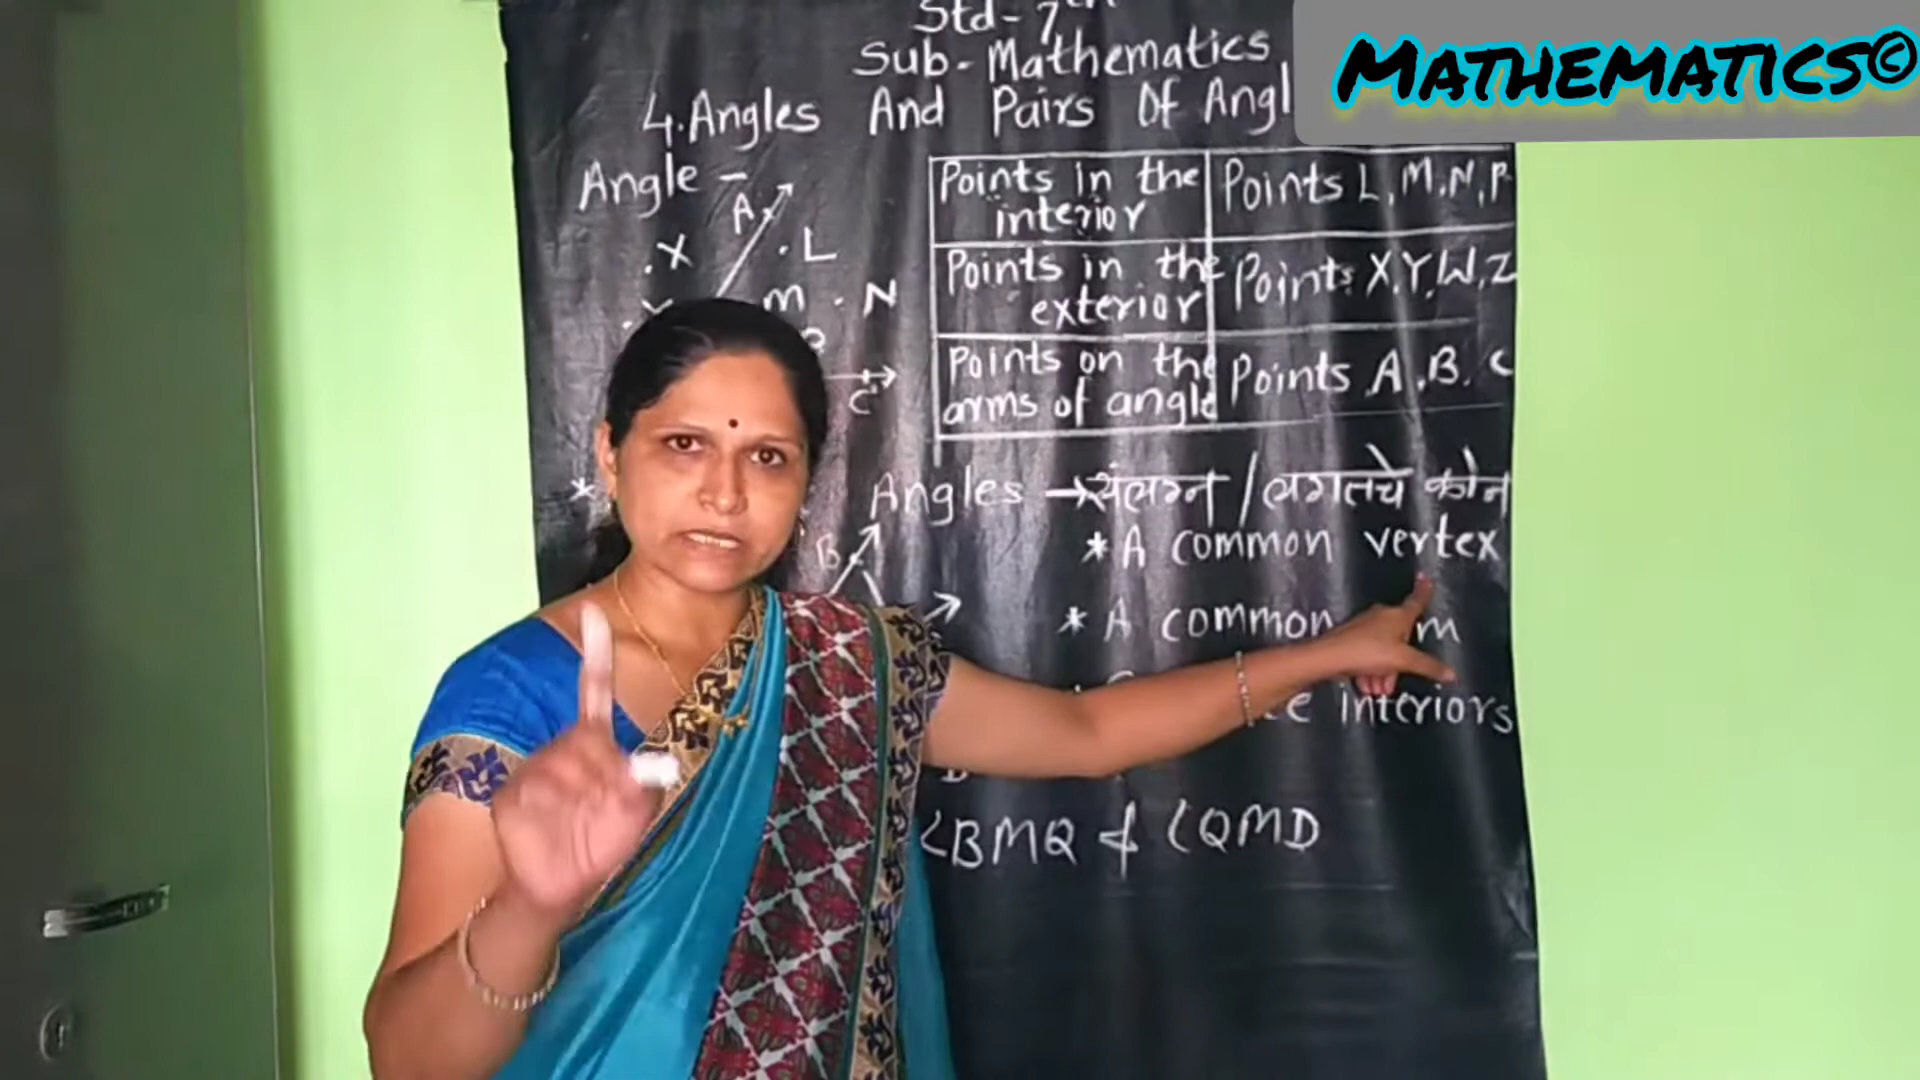 Std- 7th
Sub- Mathematics
MATHEMATICS©
4. Angles And Pairs Of Angl
Angle -
A
. X
. L
m . N
C
Points in the interior
Points L, M, N, P
Points in the exterior
Points X, Y, W, Z
Points on the arms of angle
Points A, B, C
* Angles → संलग्न / लगतचे कोन
B
* A common vertex
* A common m
interiors
∠BMQ & ∠QMD